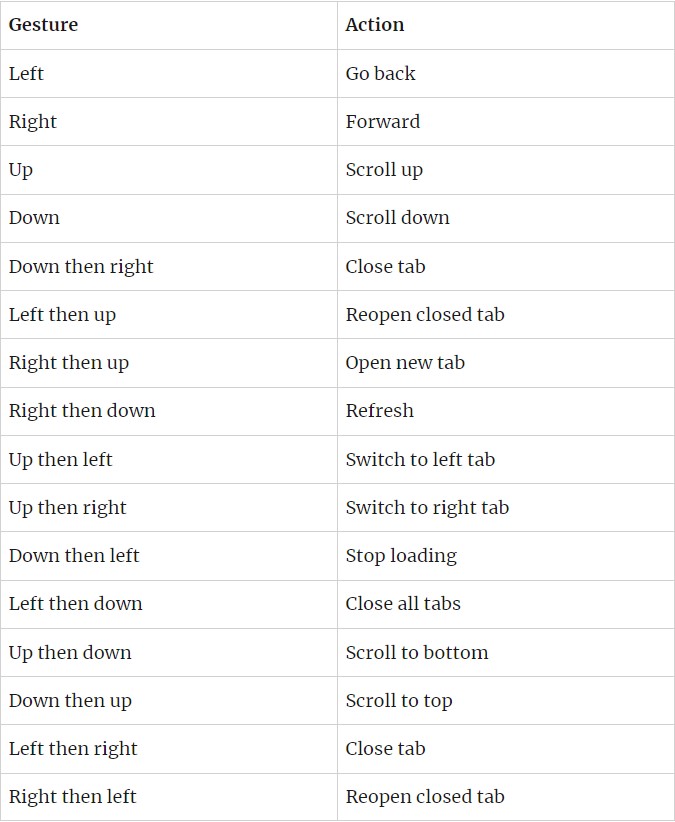 Gesture Action
Left Go back
Right Forward
Up Scroll up
Down Scroll down
Down then right Close tab
Left then up Reopen closed tab
Right then up Open new tab
Right then down Refresh
Up then left Switch to left tab
Up then right Switch to right tab
Down then left Stop loading
Left then down Close all tabs
Up then down Scroll to bottom
Down then up Scroll to top
Left then right Close tab
Right then left Reopen closed tab